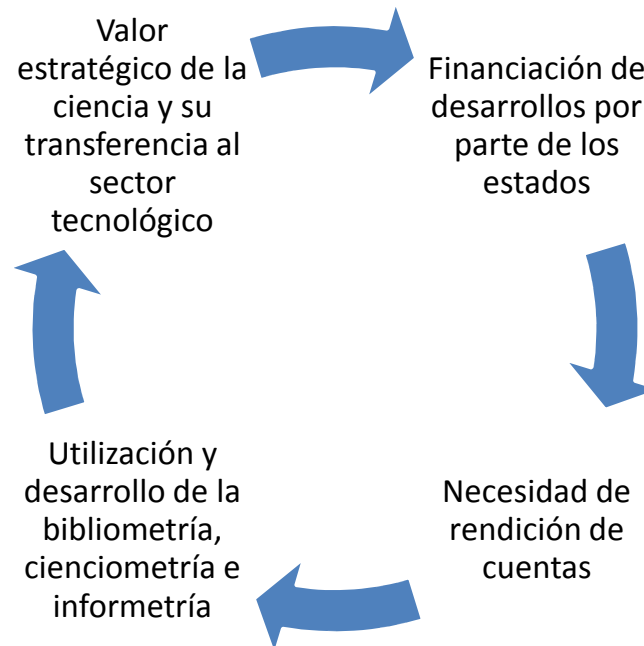 Valor
estratégico de la
ciencia y su
transferencia al
sector
tecnológico
Financiación de
desarrollos por
parte de los
estados
Necesidad de
rendición de
cuentas
Utilización y
desarrollo de la
bibliometría,
cienciometría e
informetría